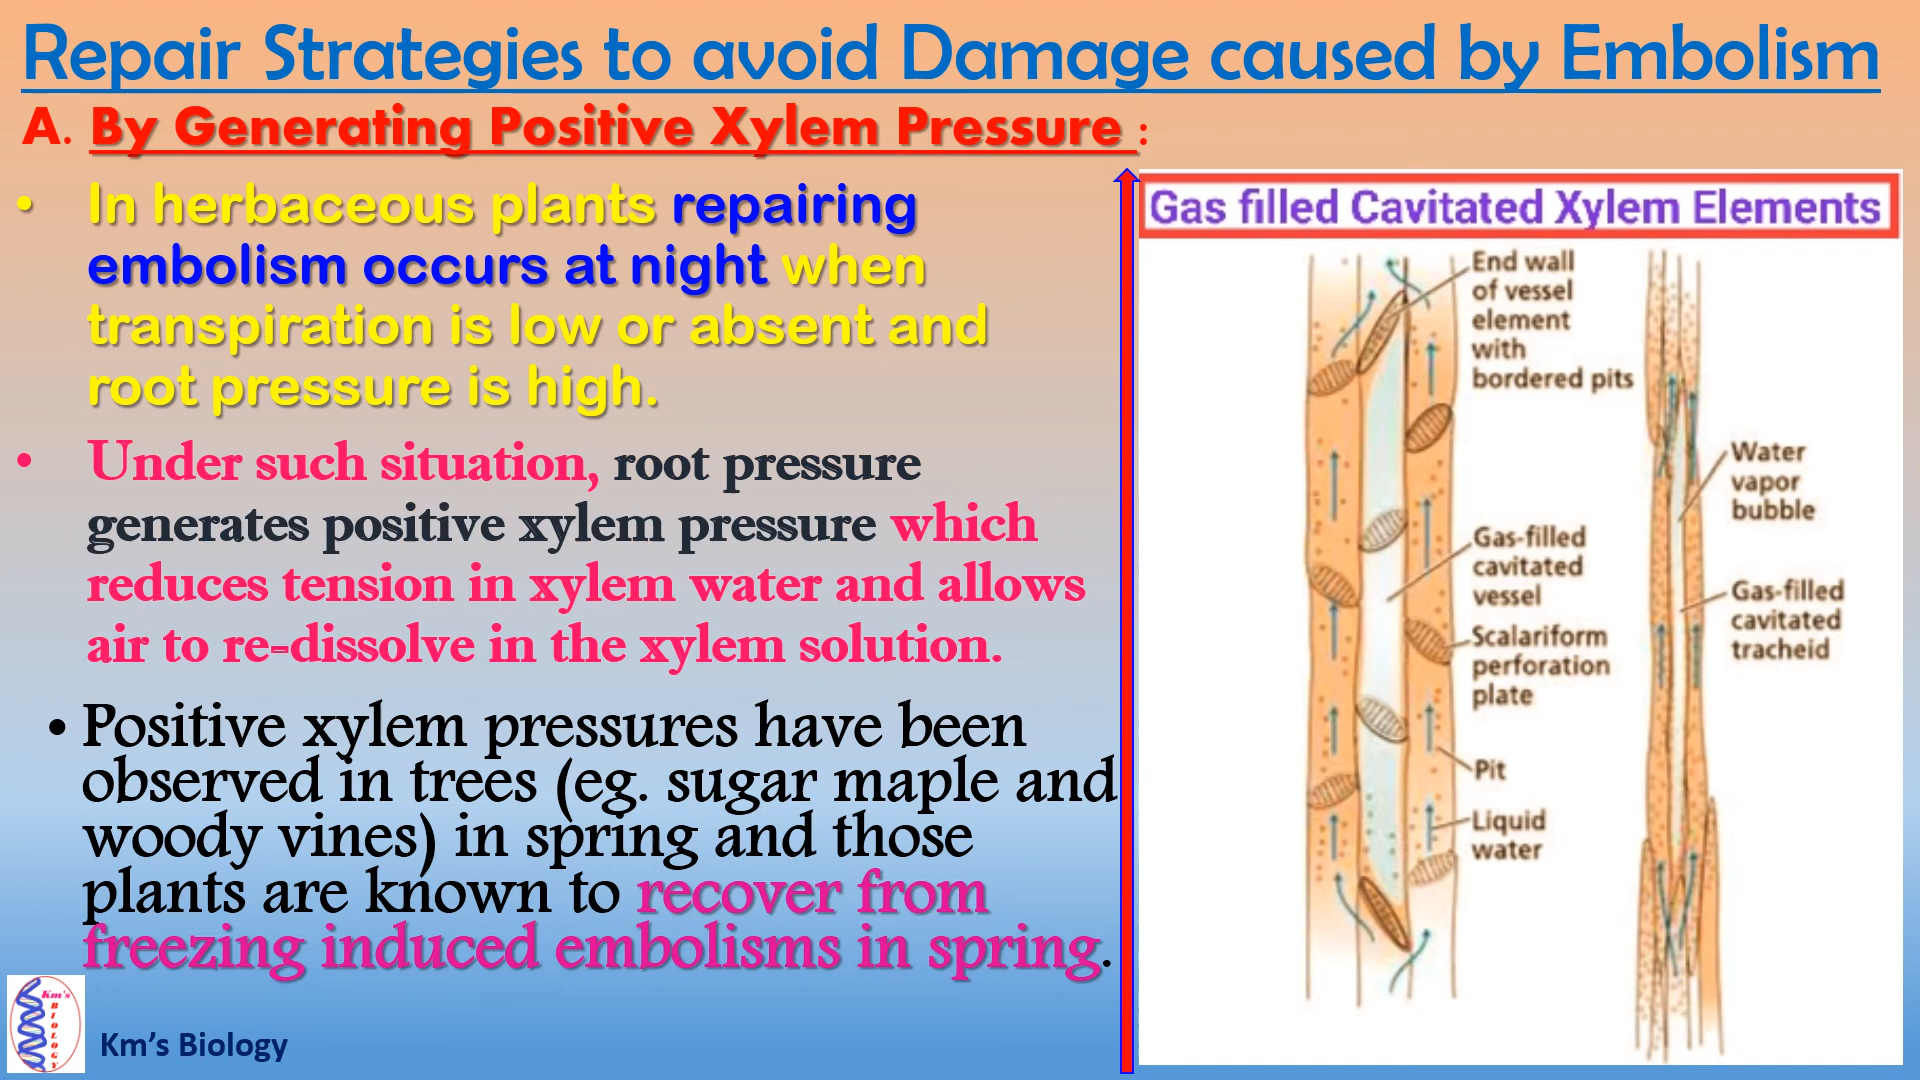 Repair Strategies to avoid Damage caused by Embolism
A. By Generating Positive Xylem Pressure :
• In herbaceous plants repairing
embolism occurs at night when
transpiration is low or absent and
root pressure is high.
• Under such situation, root pressure
generates positive xylem pressure which
reduces tension in xylem water and allows
air to re-dissolve in the xylem solution.
• Positive xylem pressures have been
observed in trees (eg. sugar maple and
woody vines) in spring and those
plants are known to recover from
freezing induced embolisms in spring.
Gas filled Cavitated Xylem Elements
End wall
of vessel
element
with
bordered pits
Water
vapor
bubble
Gas-filled
cavitated
vessel
Gas-filled
cavitated
tracheid
Scalariform
perforation
plate
Pit
Liquid
water
Km's
BIOLOGY
Km's Biology